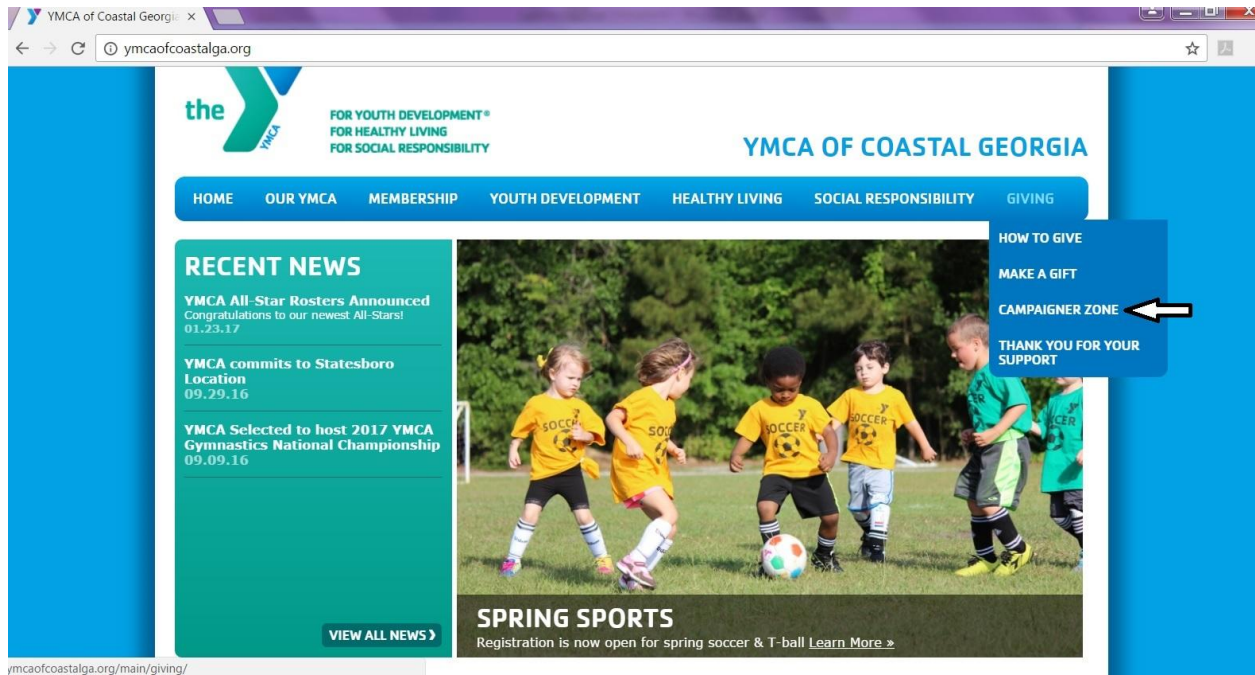 YMCA of Coastal Georgia
ymcaofcoastalga.org
the
YMCA
FOR YOUTH DEVELOPMENT®
FOR HEALTHY LIVING
FOR SOCIAL RESPONSIBILITY
YMCA OF COASTAL GEORGIA
HOME OUR YMCA MEMBERSHIP YOUTH DEVELOPMENT HEALTHY LIVING SOCIAL RESPONSIBILITY GIVING
HOW TO GIVE
MAKE A GIFT
CAMPAIGNER ZONE
THANK YOU FOR YOUR
SUPPORT
RECENT NEWS
YMCA All-Star Rosters Announced
Congratulations to our newest All-Stars!
01.23.17
YMCA commits to Statesboro
Location
09.29.16
YMCA Selected to host 2017 YMCA
Gymnastics National Championship
09.09.16
VIEW ALL NEWS
SOCCER
SOCCER
SOCCER
SPRING SPORTS
Registration is now open for spring soccer & T-ball Learn More »
ymcaofcoastalga.org/main/giving/